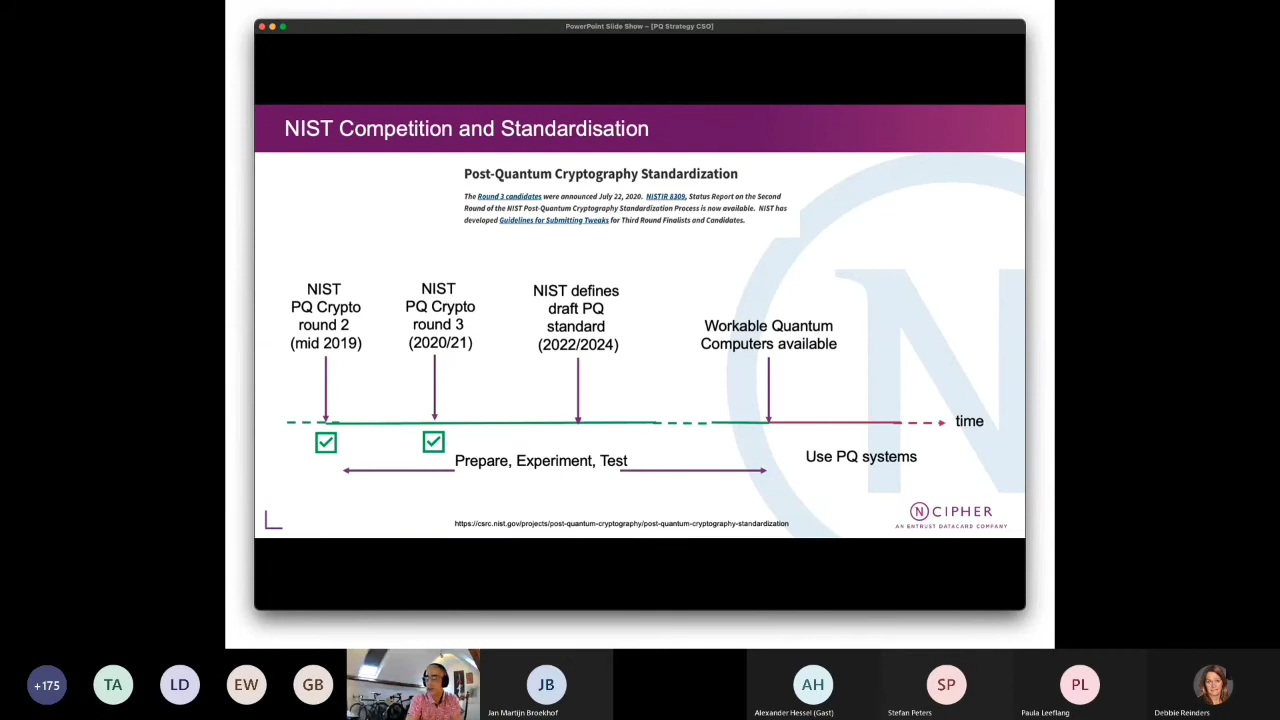 PowerPoint Slide Show – [PQ Strategy CSO]
NIST Competition and Standardisation
Post-Quantum Cryptography Standardization
The Round 3 candidates were announced July 22, 2020. NISTIR 8309, Status Report on the Second
Round of the NIST Post-Quantum Cryptography Standardization Process is now available. NIST has
developed Guidelines for Submitting Tweaks for Third Round Finalists and Candidates.
NIST
PQ Crypto
round 2
(mid 2019)
NIST
PQ Crypto
round 3
(2020/21)
NIST defines
draft PQ
standard
(2022/2024)
Workable Quantum
Computers available
time
Prepare, Experiment, Test
Use PQ systems
N CIPHER
AN ENTRUST DATACARD COMPANY
https://csrc.nist.gov/projects/post-quantum-cryptography/post-quantum-cryptography-standardization
+175
TA
LD
EW
GB
JB
Jan Martijn Broekhof
AH
Alexander Hessel (Gast)
SP
Stefan Peters
PL
Paula Leeflang
Debbie Reinders